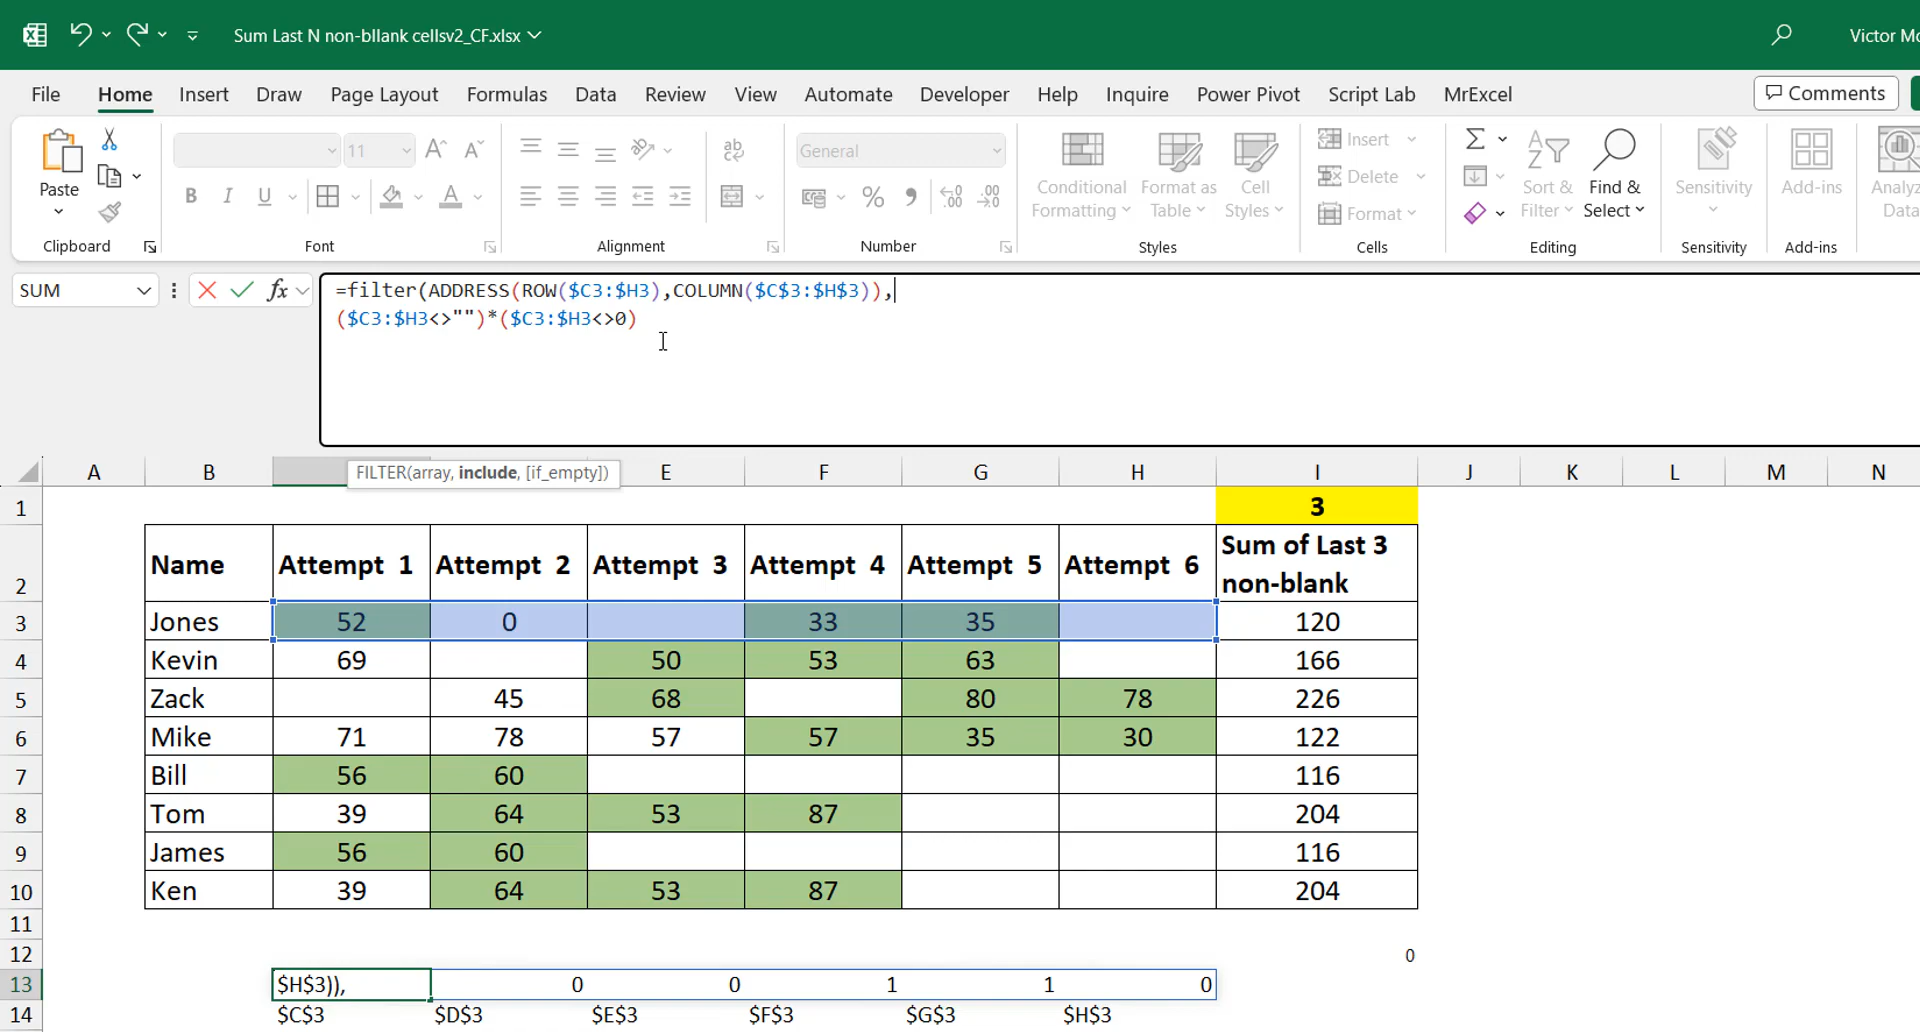 Sum Last N non-bllank cellsv2_CF.xlsx
Victor Mo
File Home Insert Draw Page Layout Formulas Data Review View Automate Developer Help Inquire Power Pivot Script Lab MrExcel Comments
Paste
Clipboard
11
B I U
Font
ab
Alignment
General
%
Number
Conditional Formatting
Format as Table
Cell Styles
Styles
Insert
Delete
Format
Cells
Sort & Filter
Find & Select
Editing
Sensitivity
Sensitivity
Add-ins
Add-ins
Analyz
Data
SUM
fx
=filter(ADDRESS(ROW($C3:$H3),COLUMN($C$3:$H$3)),
($C3:$H3<>"")*($C3:$H3<>0)
FILTER(array, include, [if_empty])
A B E F G H I J K L M N
1 3
2 Name Attempt 1 Attempt 2 Attempt 3 Attempt 4 Attempt 5 Attempt 6 Sum of Last 3 non-blank
3 Jones 52 0 33 35 120
4 Kevin 69 50 53 63 166
5 Zack 45 68 80 78 226
6 Mike 71 78 57 57 35 30 122
7 Bill 56 60 116
8 Tom 39 64 53 87 204
9 James 56 60 116
10 Ken 39 64 53 87 204
11
12 0
13 $H$3)), 0 0 1 1 0
14 $C$3 $D$3 $E$3 $F$3 $G$3 $H$3